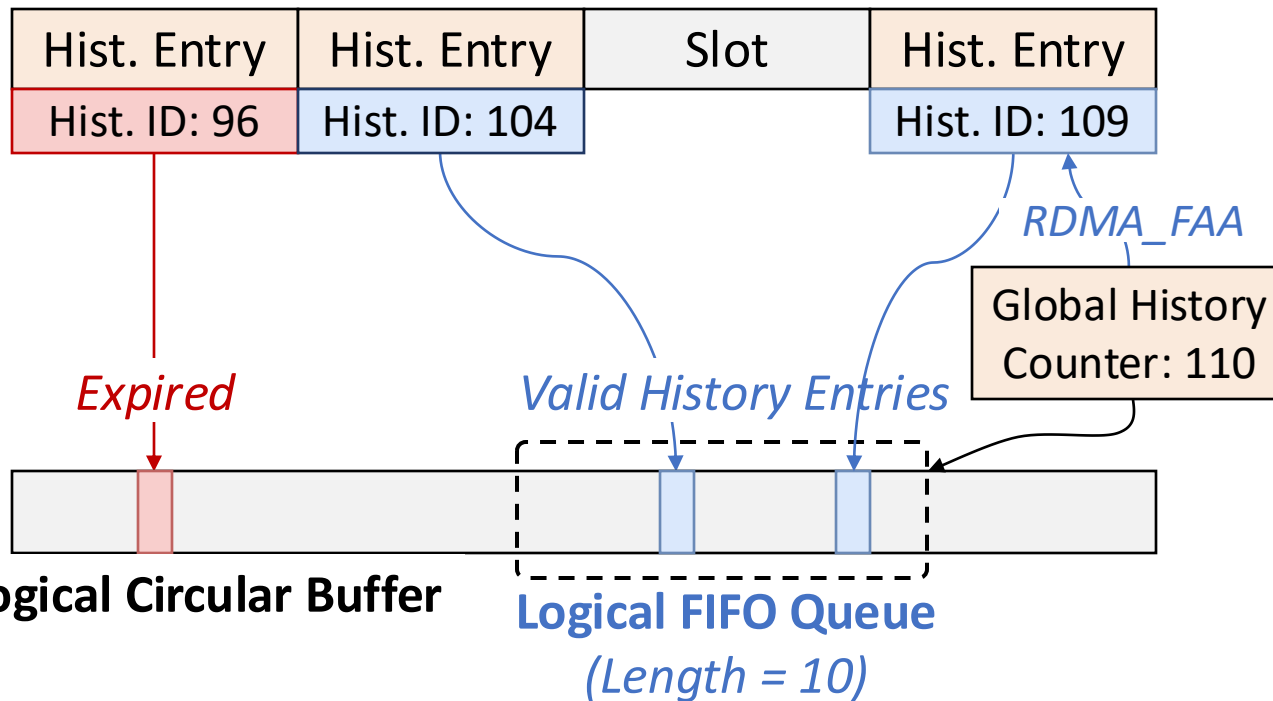 Hist. Entry
Hist. Entry
Slot
Hist. Entry
Hist. ID: 96
Hist. ID: 104
Hist. ID: 109
RDMA_FAA
Global History
Counter: 110
Expired
Valid History Entries
ogical Circular Buffer
Logical FIFO Queue
(Length = 10)